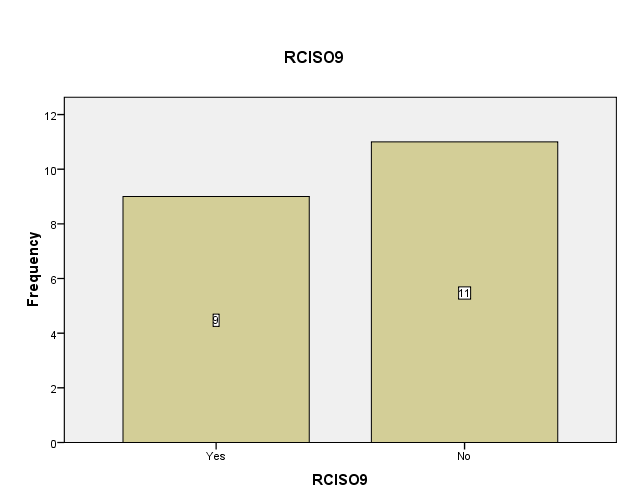 RCISO9
12
10
8
6
4
2
0
Frequency
9
11
Yes
No
RCISO9